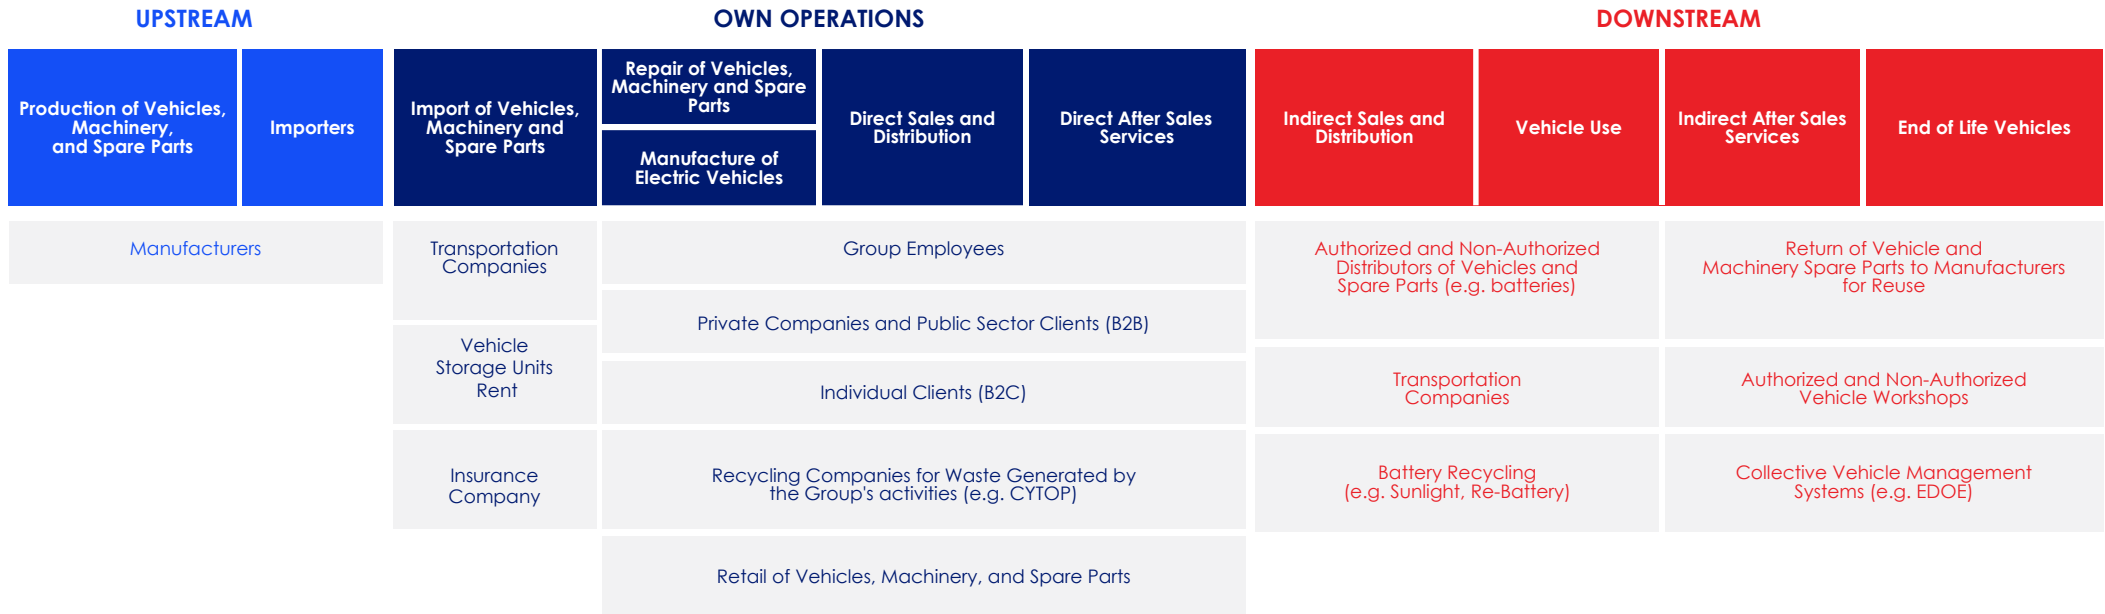 UPSTREAM
OWN OPERATIONS
DOWNSTREAM
Production of Vehicles,
Machinery,
and Spare Parts
Importers
Import of Vehicles,
Machinery and
Spare Parts
Repair of Vehicles,
Machinery and Spare
Parts
Manufacture of
Electric Vehicles
Direct Sales and
Distribution
Direct After Sales
Services
Indirect Sales and
Distribution
Vehicle Use
Indirect After Sales
Services
End of Life Vehicles
Manufacturers
Transportation
Companies
Vehicle
Storage Units
Rent
Insurance
Company
Group Employees
Private Companies and Public Sector Clients (B2B)
Individual Clients (B2C)
Recycling Companies for Waste Generated by
the Group's activities (e.g. CYTOP)
Retail of Vehicles, Machinery, and Spare Parts
Authorized and Non-Authorized
Distributors of Vehicles and
Spare Parts (e.g. batteries)
Transportation
Companies
Battery Recycling
(e.g. Sunlight, Re-Battery)
Return of Vehicle and
Machinery Spare Parts to Manufacturers
for Reuse
Authorized and Non-Authorized
Vehicle Workshops
Collective Vehicle Management
Systems (e.g. EDOE)